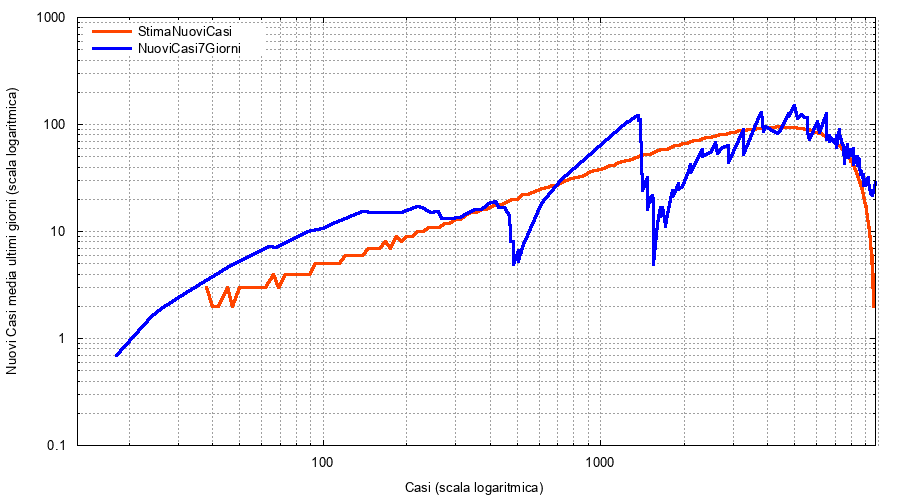 1000
StimaNuoviCasi
NuoviCasi7Giorni
100
10
1
0.1
Nuovi Casi media ultimi giorni (scala logaritmica)
100
1000
Casi (scala logaritmica)